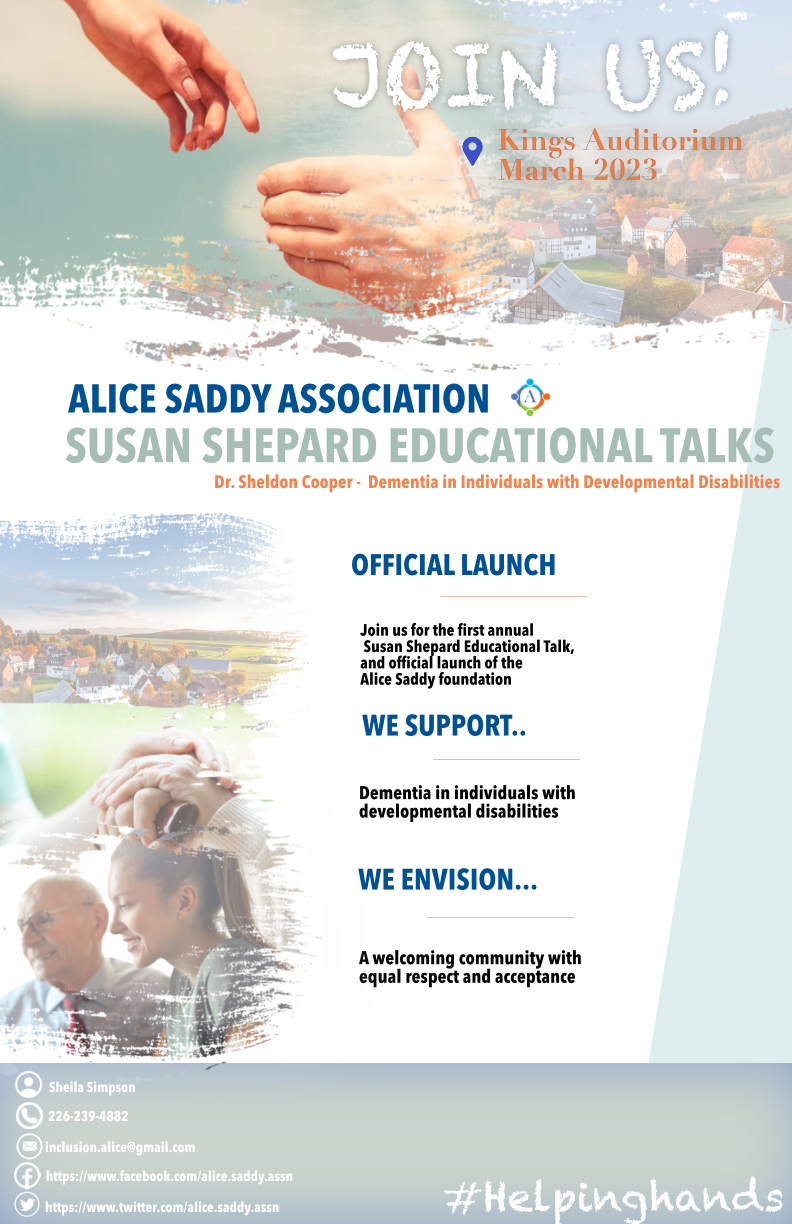 JOIN US!
Kings Auditorium
March 2023
ALICE SADDY ASSOCIATION
A
SUSAN SHEPARD EDUCATIONAL TALKS
Dr. Sheldon Cooper - Dementia in Individuals with Developmental Disabilities
OFFICIAL LAUNCH
Join us for the first annual
Susan Shepard Educational Talk,
and official launch of the
Alice Saddy foundation
WE SUPPORT..
Dementia in individuals with
developmental disabilities
WE ENVISION...
A welcoming community with
equal respect and acceptance
Sheila Simpson
226-239-4882
inclusion.alice@gmail.com
https://www.facebook.com/alice.saddy.assn
https://www.twitter.com/alice.saddy.assn
#Helpinghands